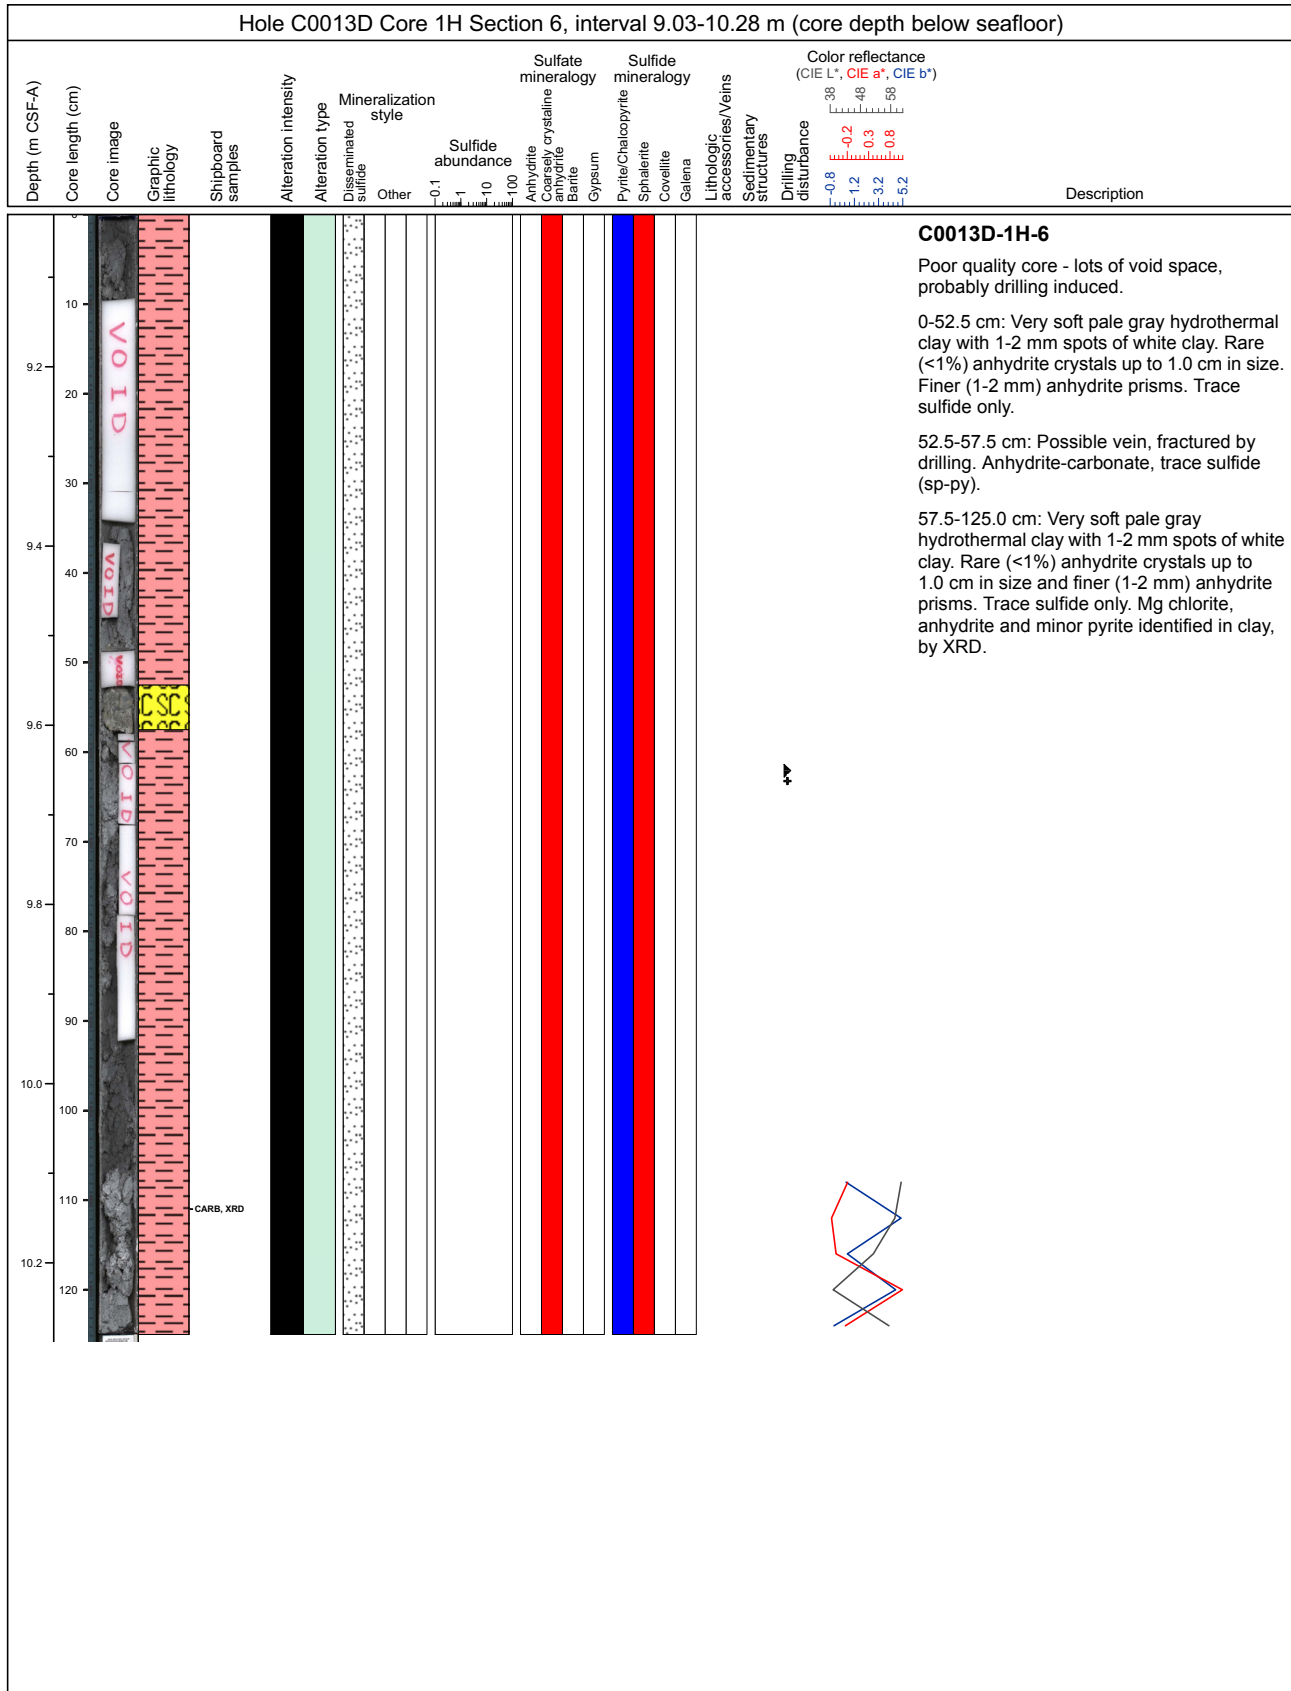 Hole C0013D Core 1H Section 6, interval 9.03-10.28 m (core depth below seafloor)
Depth (m CSF-A)
Core length (cm)
Core image
Graphic
lithology
Shipboard
samples
Alteration intensity
Alteration type
Mineralization
style
Disseminated
sulfide
Other
Sulfide
abundance
0.1
1
10
100
Sulfate
mineralogy
Anhydrite
Coarsely crystaline
anhydrite
Barite
Gypsum
Sulfide
mineralogy
Pyrite/Chalcopyrite
Sphalerite
Covellite
Galena
Lithologic
accessories/Veins
Sedimentary
structures
Drilling
disturbance
Color reflectance
(CIE L*, CIE a*, CIE b*)
38
48
58
-0.2
0.3
0.8
-0.8
1.2
3.2
5.2
Description
0
10
20
30
40
50
60
70
80
90
100
110
120
9.2
9.4
9.6
9.8
10.0
10.2
VOID
VOID
VOID
VOID
VOID
CSC
CARB, XRD
C0013D-1H-6
Poor quality core - lots of void space,
probably drilling induced.
0-52.5 cm: Very soft pale gray hydrothermal
clay with 1-2 mm spots of white clay. Rare
(<1%) anhydrite crystals up to 1.0 cm in size.
Finer (1-2 mm) anhydrite prisms. Trace
sulfide only.
52.5-57.5 cm: Possible vein, fractured by
drilling. Anhydrite-carbonate, trace sulfide
(sp-py).
57.5-125.0 cm: Very soft pale gray
hydrothermal clay with 1-2 mm spots of white
clay. Rare (<1%) anhydrite crystals up to
1.0 cm in size and finer (1-2 mm) anhydrite
prisms. Trace sulfide only. Mg chlorite,
anhydrite and minor pyrite identified in clay,
by XRD.